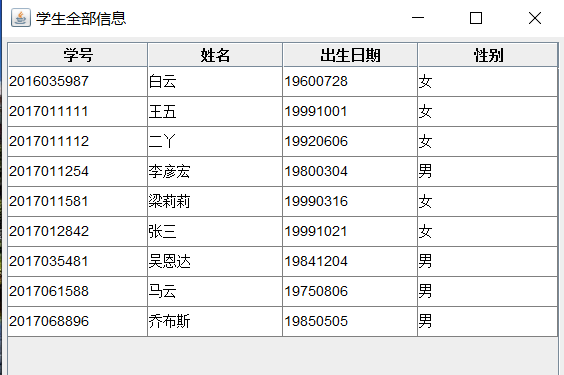 学生全部信息
学号 姓名 出生日期 性别
2016035987 白云 19600728 女
2017011111 王五 19991001 女
2017011112 二丫 19920606 女
2017011254 李彦宏 19800304 男
2017011581 梁莉莉 19990316 女
2017012842 张三 19991021 女
2017035481 吴恩达 19841204 男
2017061588 马云 19750806 男
2017068896 乔布斯 19850505 男